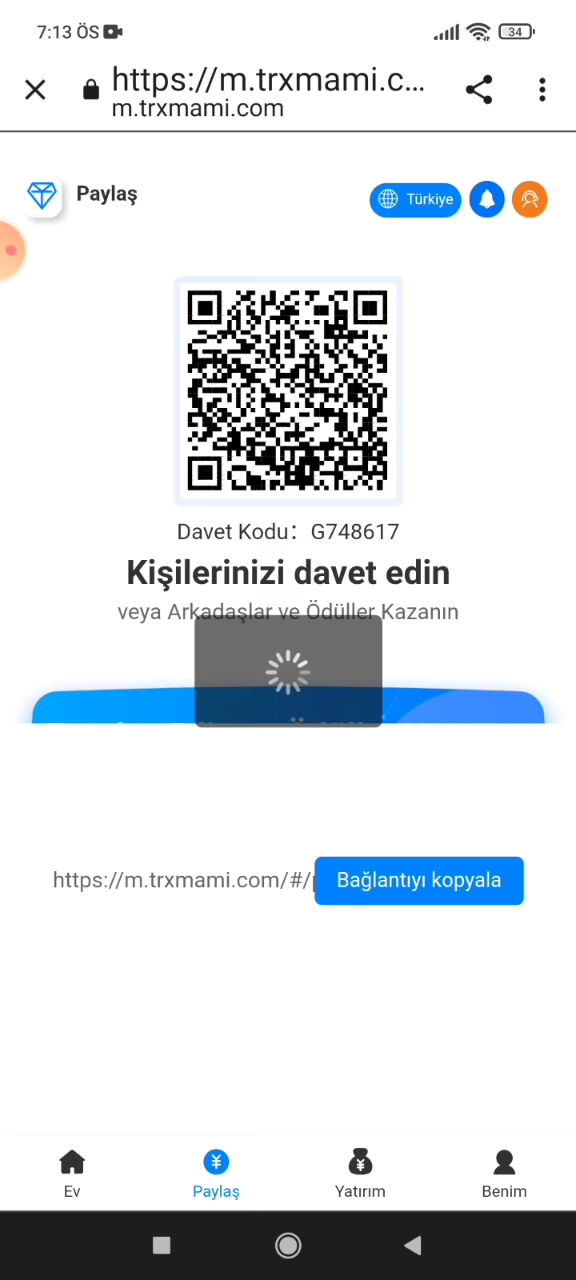 7:13 ÖS
34
https://m.trxmami.c...
m.trxmami.com
Paylaş
Türkiye
Davet Kodu: G748617
Kişilerinizi davet edin
veya Arkadaşlar ve Ödüller Kazanın
https://m.trxmami.com/#/
Bağlantıyı kopyala
Ev
Paylaş
Yatırım
Benim